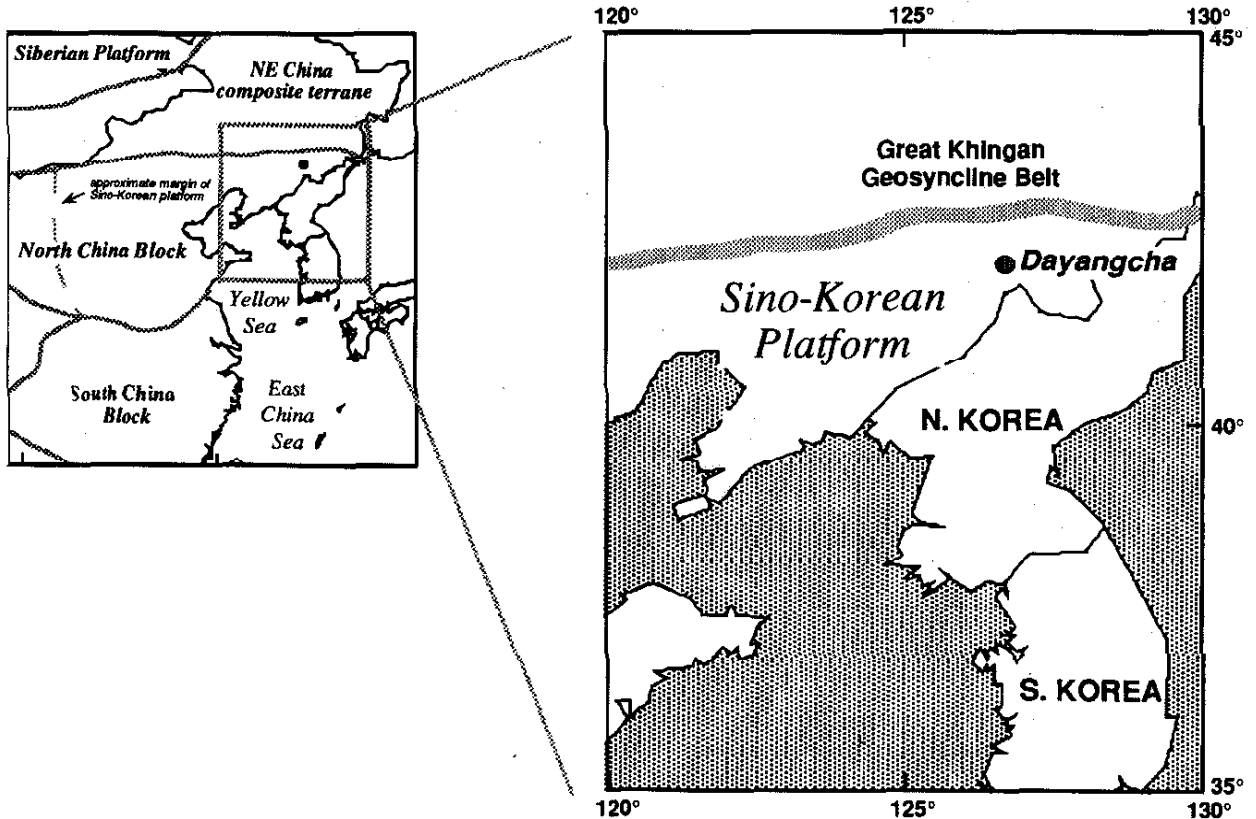 Siberian Platform
NE China
composite terrane
approximate margin of
Sino-Korean platform
North China Block
Yellow
Sea
South China
Block
East
China
Sea
120°
125°
130°
45°
Great Khingan
Geosyncline Belt
Dayangcha
Sino-Korean
Platform
N. KOREA
40°
S. KOREA
35°
120°
125°
130°